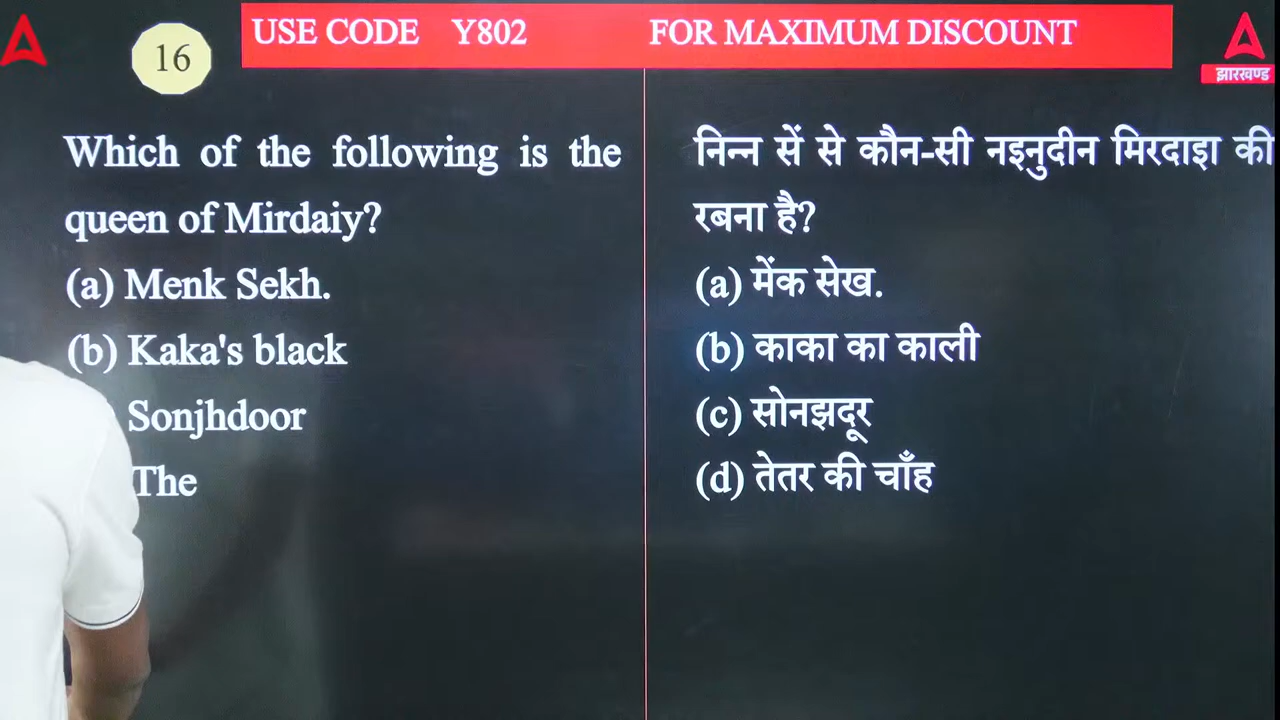 USE CODE Y802 FOR MAXIMUM DISCOUNT
16
झारखण्ड
Which of the following is the
queen of Mirdaiy?
(a) Menk Sekh.
(b) Kaka's black
Sonjhdoor
The
निन्न सें से कौन-सी नइनुदीन मिरदाइा की
रबना है?
(a) मेंक सेख.
(b) काका का काली
(c) सोनझदूर
(d) तेतर की चाँह